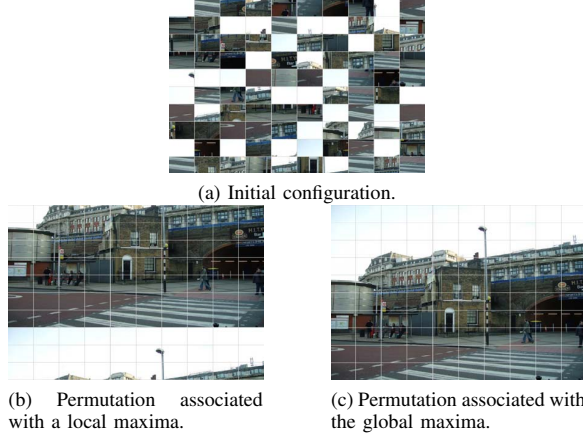 (a) Initial configuration.
(b) Permutation associated
with a local maxima.
(c) Permutation associated with
the global maxima.